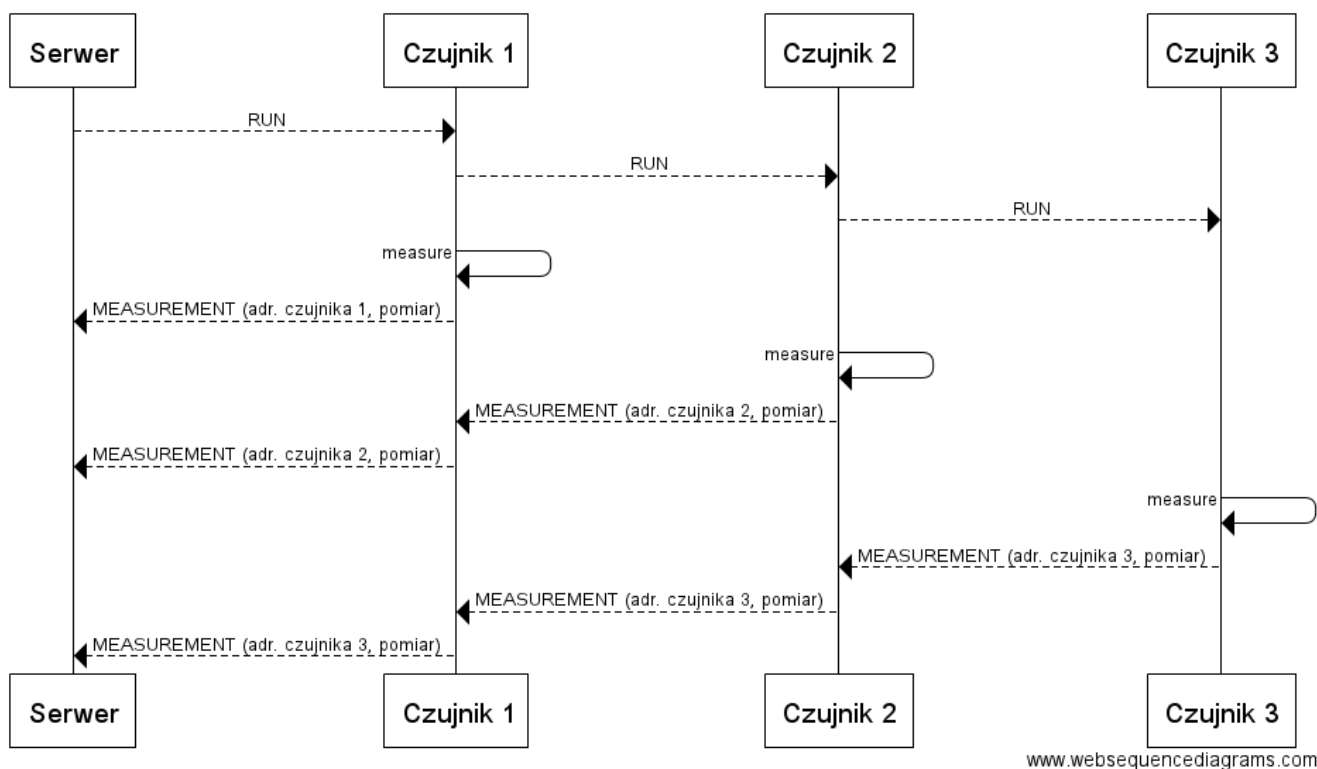 Serwer
Czujnik 1
Czujnik 2
Czujnik 3
RUN
RUN
RUN
measure
MEASUREMENT (adr. czujnika 1, pomiar)
measure
MEASUREMENT (adr. czujnika 2, pomiar)
MEASUREMENT (adr. czujnika 2, pomiar)
measure
MEASUREMENT (adr. czujnika 3, pomiar)
MEASUREMENT (adr. czujnika 3, pomiar)
MEASUREMENT (adr. czujnika 3, pomiar)
Serwer
Czujnik 1
Czujnik 2
Czujnik 3
www.websequencediagrams.com